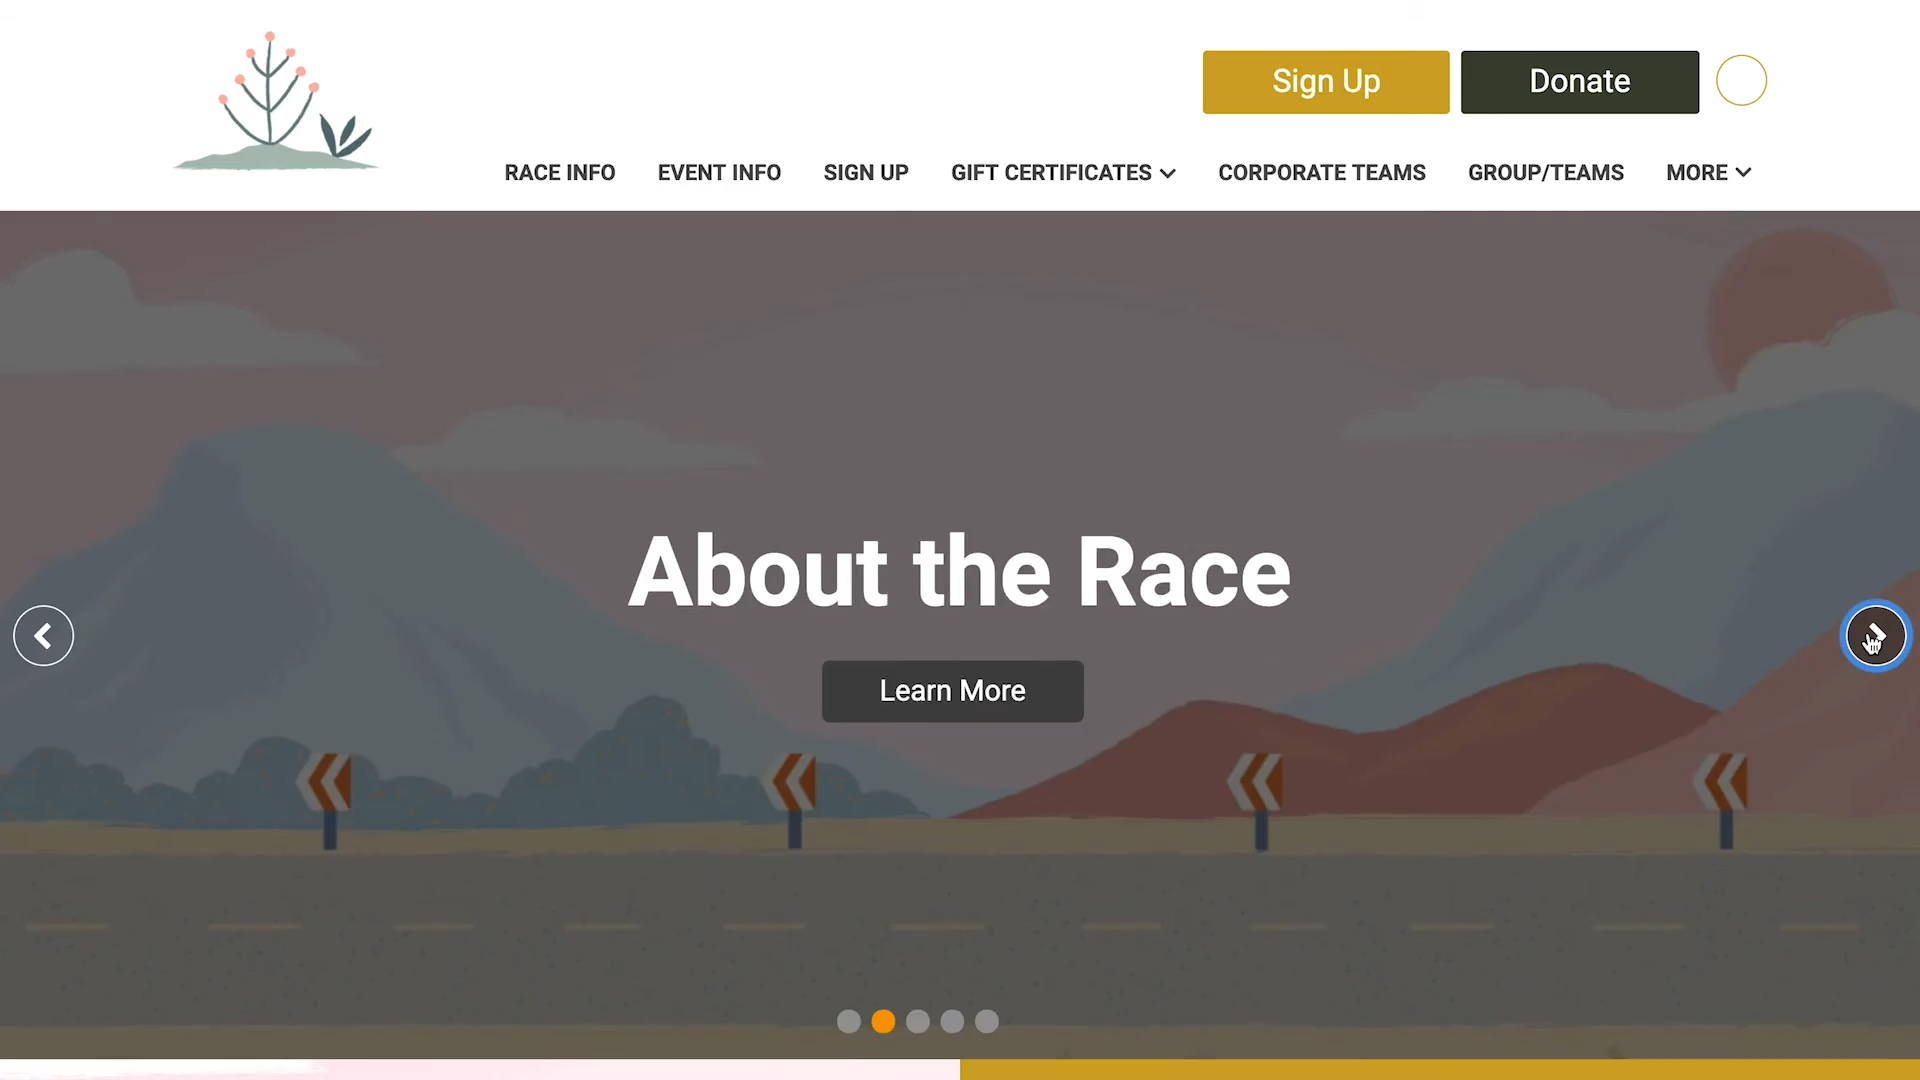 Sign Up
Donate
RACE INFO
EVENT INFO
SIGN UP
GIFT CERTIFICATES
CORPORATE TEAMS
GROUP/TEAMS
MORE
About the Race
Learn More